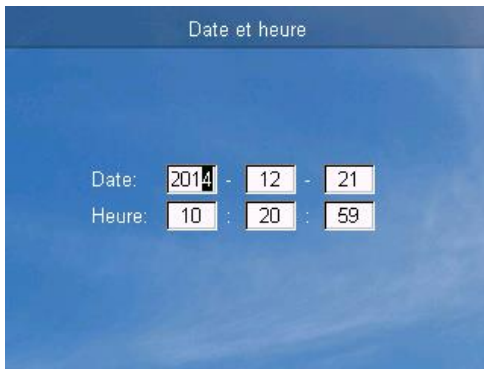 Date et heure
Date: 2014 - 12 - 21
Heure: 10 : 20 : 59